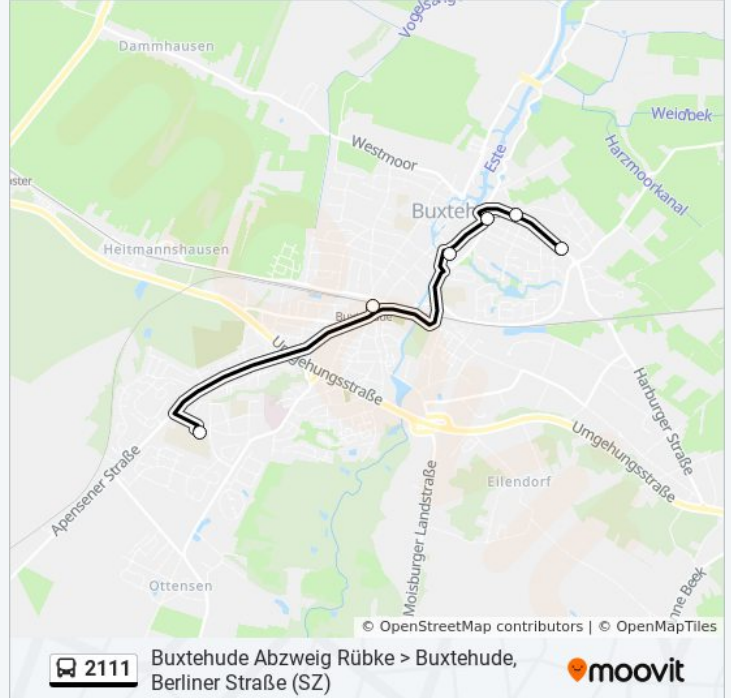 Vogelsang
Dammhausen
Weidbek
Westmoor
Este
Harzmoorkanal
Buxteh
Heitmannshausen
Umgehungsstraße
Harburger Straße
Umgehungsstraße
Apensener Straße
Eilendorf
Moisburger Landstraße
Ottensen
© OpenStreetMap contributors | © OpenMapTiles
2111
Buxtehude Abzweig Rübke > Buxtehude,
Berliner Straße (SZ)
moovit